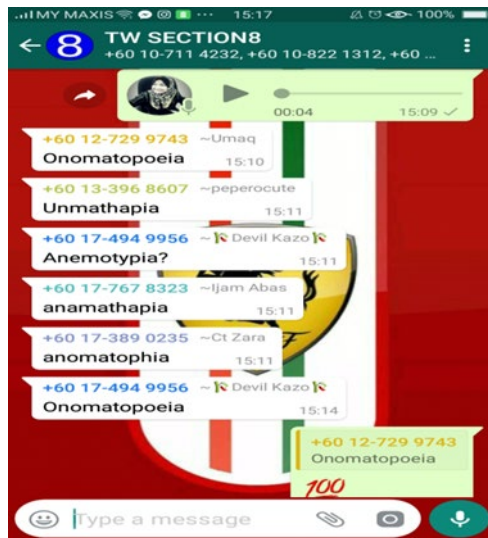 MY MAXIS 15:17 100%
8 TW SECTION8
+60 10-711 4232, +60 10-822 1312, +60 ...
00:04 15:09
+60 12-729 9743 ~Umaq
Onomatopoeia 15:10
+60 13-396 8607 ~peperocute
Unmathapia 15:11
+60 17-494 9956 ~ Devil Kazo
Anemotypia? 15:11
+60 17-767 8323 ~Ijam Abas
anamathapia 15:11
+60 17-389 0235 ~Ct Zara
anomatophia 15:11
+60 17-494 9956 ~ Devil Kazo
Onomatopoeia 15:14
+60 12-729 9743
Onomatopoeia
100
Type a message